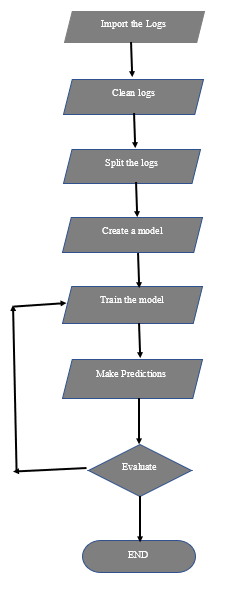 Import the Logs
Clean logs
Split the logs
Create a model
Train the model
Make Predictions
Evaluate
END